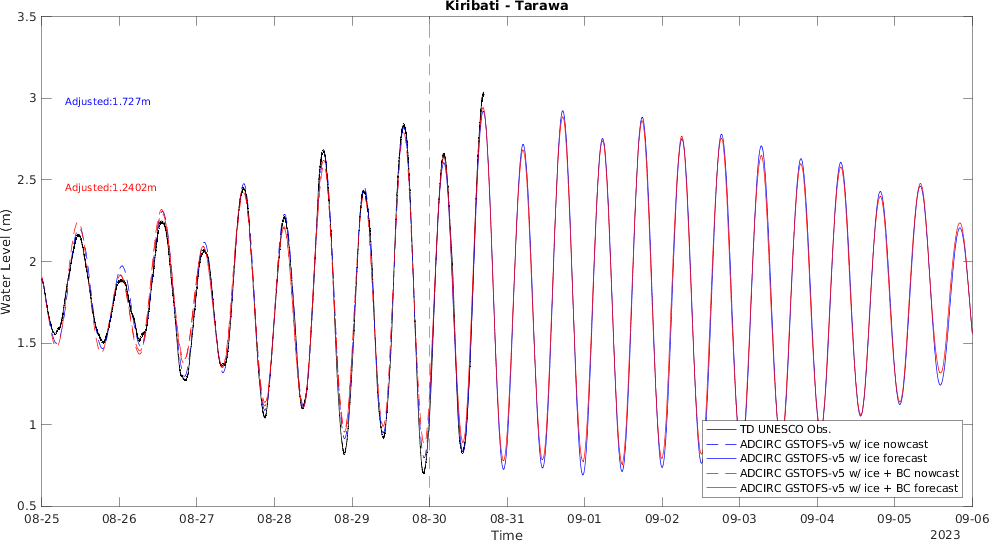 Kiribati - Tarawa
3.5
3
2.5
2
1.5
1
0.5
Water Level (m)
Adjusted:1.727m
Adjusted:1.2402m
TD UNESCO Obs.
ADCIRC GSTOFS-v5 w/ ice nowcast
ADCIRC GSTOFS-v5 w/ ice forecast
ADCIRC GSTOFS-v5 w/ ice + BC nowcast
ADCIRC GSTOFS-v5 w/ ice + BC forecast
08-25 08-26 08-27 08-28 08-29 08-30 08-31 09-01 09-02 09-03 09-04 09-05 09-06
Time
2023